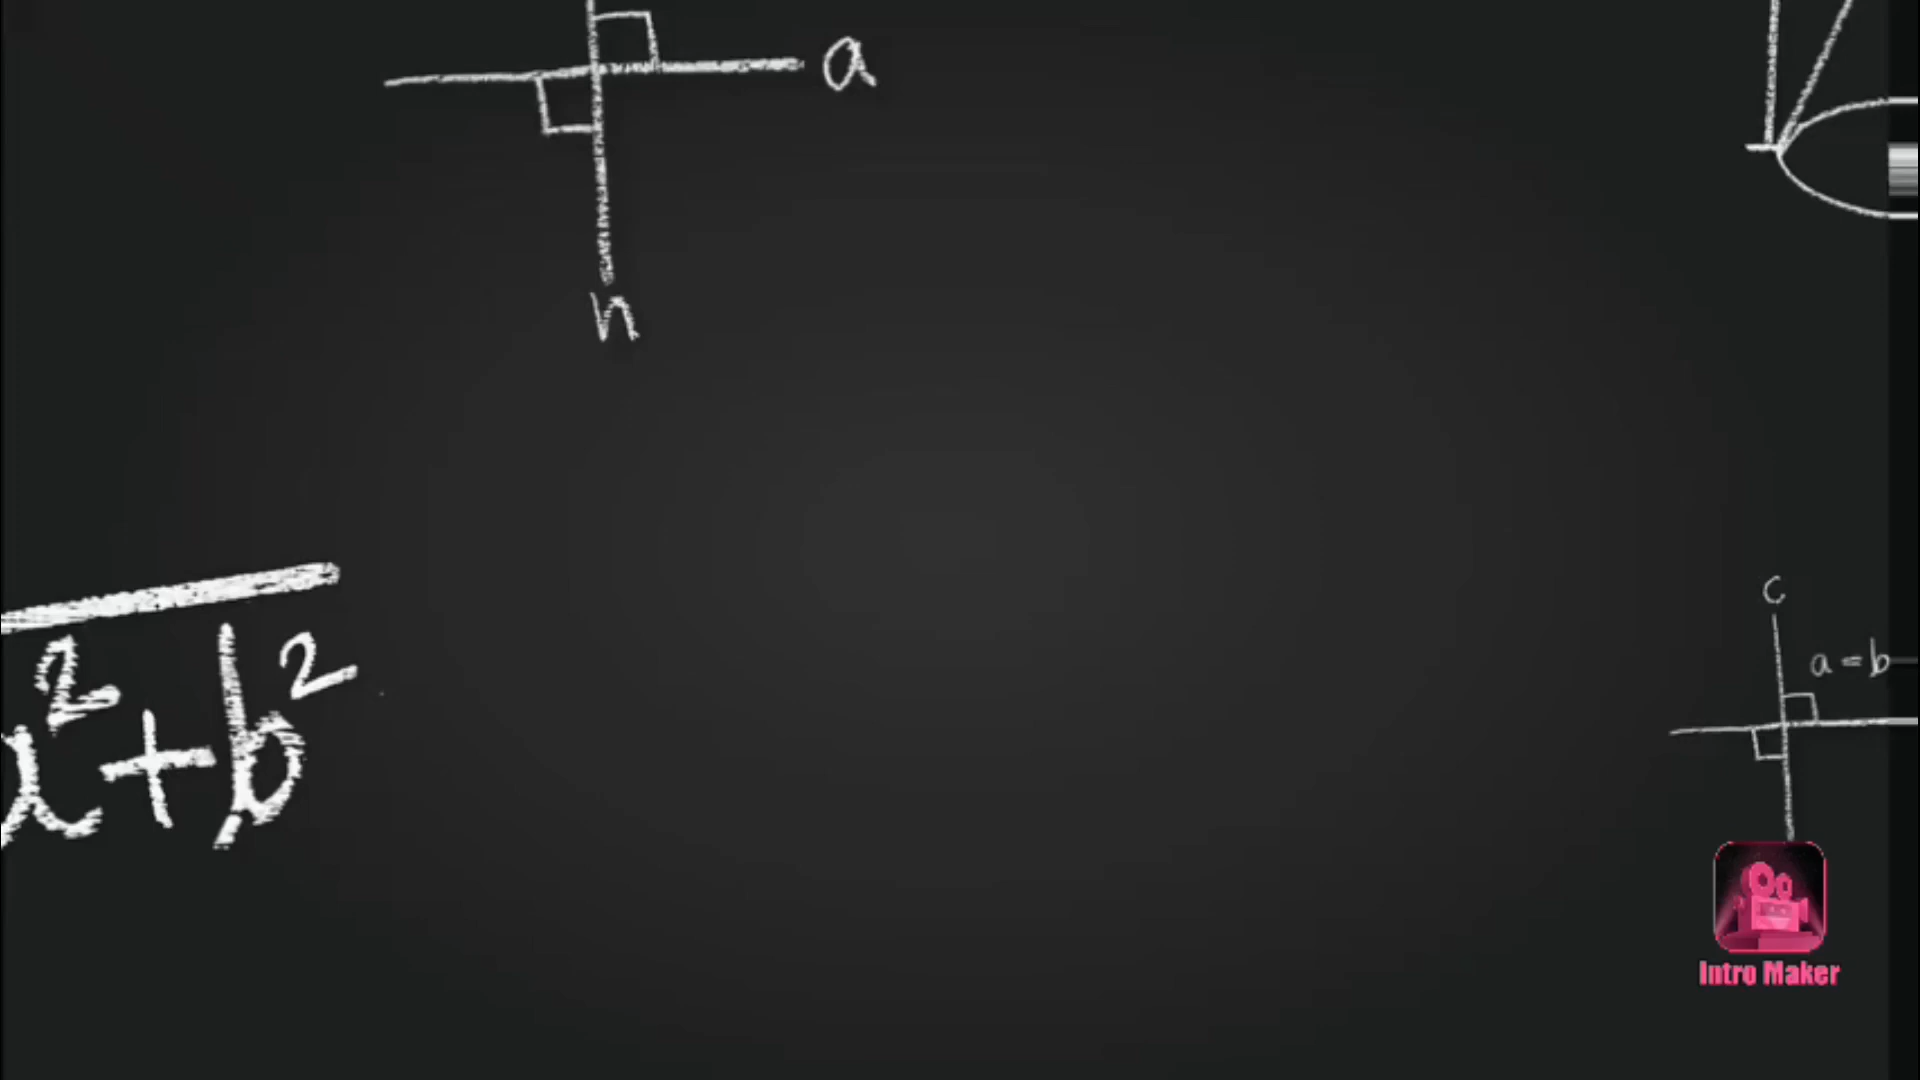 a
n
c
a = b
a²+b²
Intro Maker